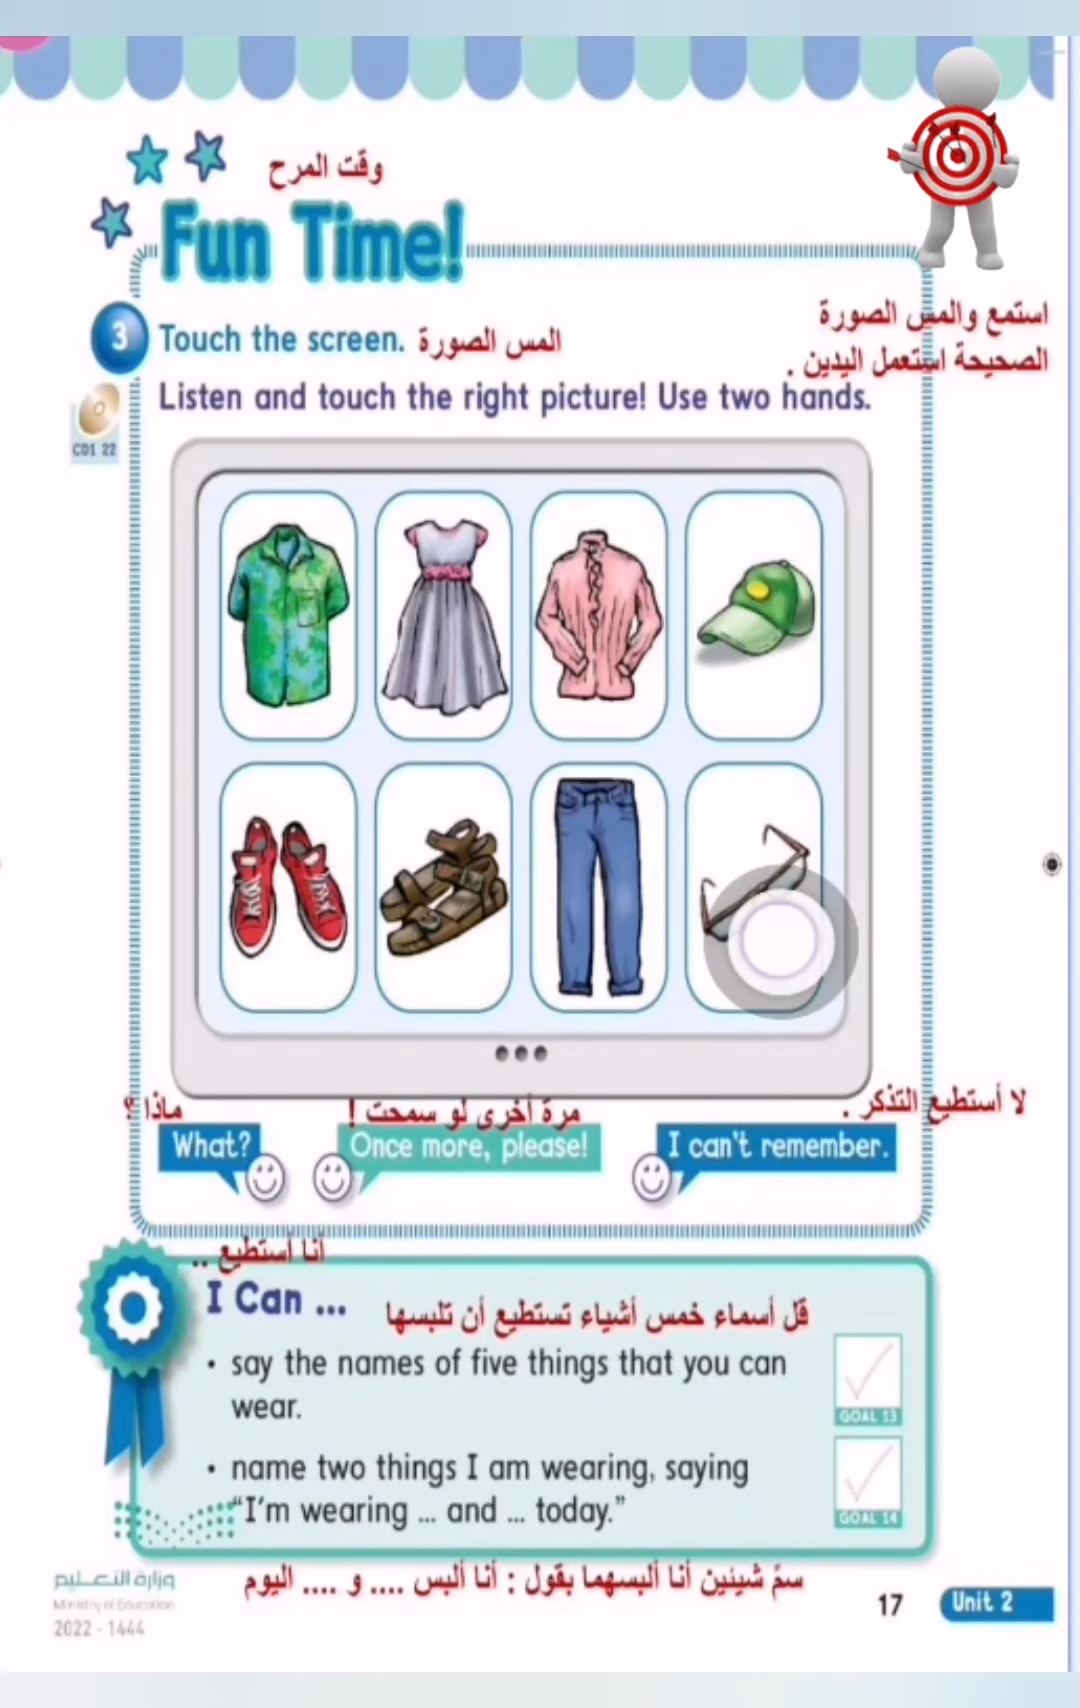 وقت المرح
Fun Time!
3 Touch the screen. المس الصورة
استمع والمس الصورة
الصحيحة استعمل اليدين .
Listen and touch the right picture! Use two hands.
CD1 22
ماذا ؟
مرة أخرى لو سمحت !
لا أستطيع التذكر .
What?
Once more, please!
I can't remember.
أنا أستطيع ..
I Can ...
قل أسماء خمس أشياء تستطيع أن تلبسها
• say the names of five things that you can
wear.
GOAL 13
• name two things I am wearing, saying
"I'm wearing ... and ... today."
GOAL 14
سمّ شيئين أنا ألبسهما بقول : أنا ألبس .... و .... اليوم
وزارة التعليم
Ministry of Education
2022 - 1444
17
Unit 2